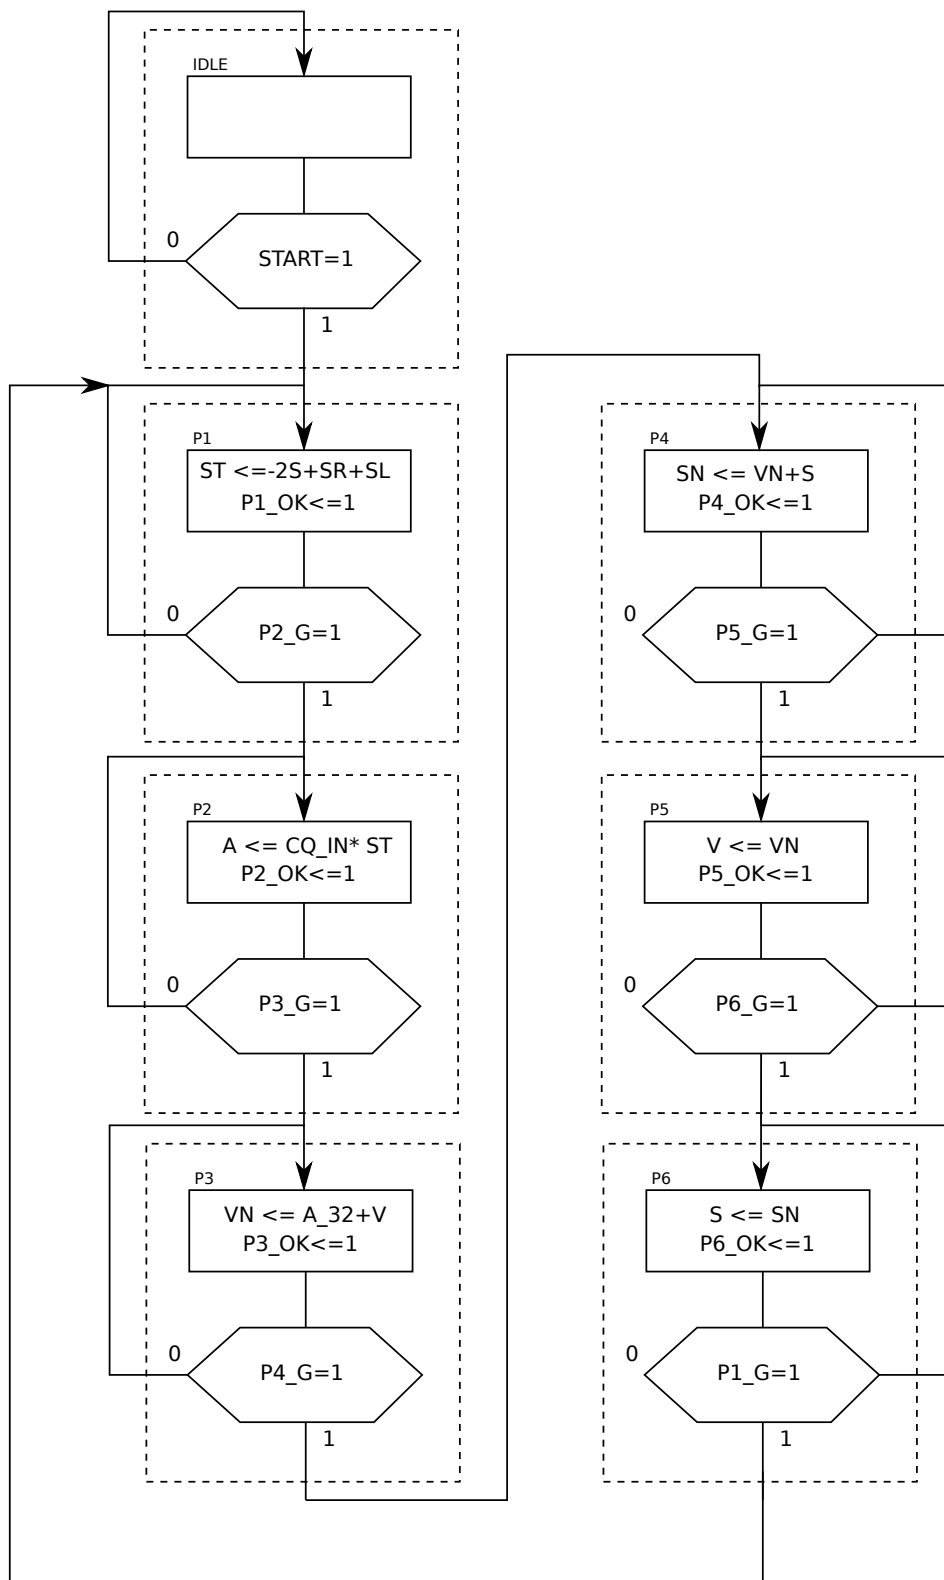 IDLE
0
START=1
1
P1
ST <=-2S+SR+SL
P1_OK<=1
0
P2_G=1
1
P2
A <= CQ_IN* ST
P2_OK<=1
0
P3_G=1
1
P3
VN <= A_32+V
P3_OK<=1
0
P4_G=1
1
P4
SN <= VN+S
P4_OK<=1
0
P5_G=1
1
P5
V <= VN
P5_OK<=1
0
P6_G=1
1
P6
S <= SN
P6_OK<=1
0
P1_G=1
1